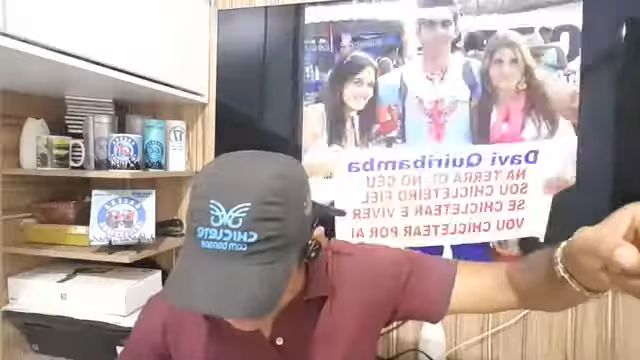 Davi Quiribamba
NA TERRA OU NO CÉU
SOU CHICLETEIRO FIEL
SE CHICLETEAR E VIVER
VOU CHICLETEAR POR AI
CHICLETE
com banana